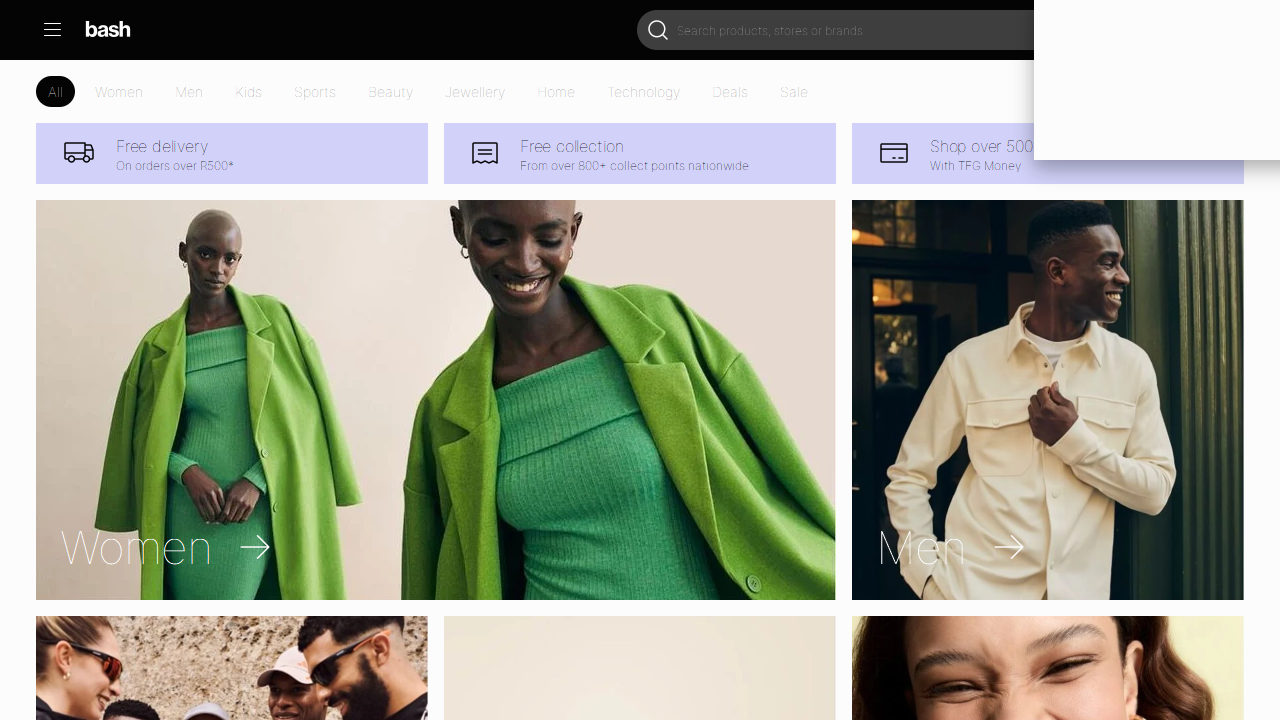 bash
Search products, stores or brands
All Women Men Kids Sports Beauty Jewellery Home Technology Deals Sale
Free delivery
On orders over R500*
Free collection
From over 800+ collect points nationwide
Shop over 500
With TFG Money
Women
Men